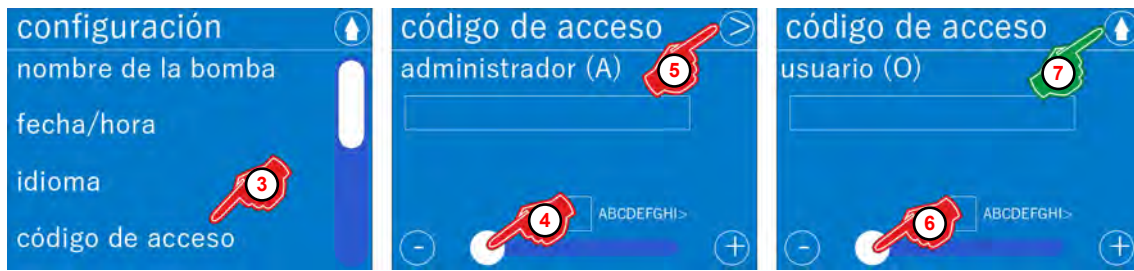 configuración
nombre de la bomba
fecha/hora
idioma
3
código de acceso
código de acceso >
administrador (A)
5
4
ABCDEFGHI>
- +
código de acceso
usuario (O)
7
6
ABCDEFGHI>
- +